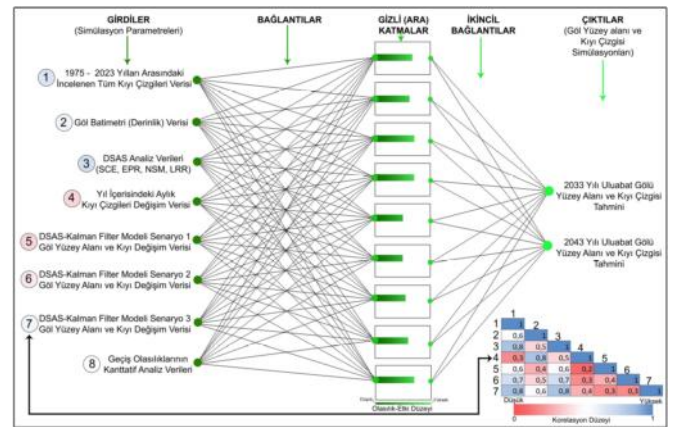 GİRDİLER
(Simülasyon Parametreleri)
BAĞLANTILAR
GİZLİ (ARA)
KATMALAR
İKİNCİL
BAĞLANTILAR
ÇIKTILAR
(Göl Yüzey alanı ve
Kıyı Çizgisi
Simülasyonları)
1 1975 - 2023 Yılları Arasındaki
İncelenen Tüm Kıyı Çizgileri Verisi
2 Göl Batimetri (Derinlik) Verisi
3 DSAS Analiz Verileri
(SCE, EPR, NSM, LRR)
4 Yıl İçerisindeki Aylık
Kıyı Çizgileri Değişim Verisi
5 DSAS-Kalman Filter Modeli Senaryo 1
Göl Yüzey Alanı ve Kıyı Değişim Verisi
6 DSAS-Kalman Filter Modeli Senaryo 2
Göl Yüzey Alanı ve Kıyı Değişim Verisi
7 DSAS-Kalman Filter Modeli Senaryo 3
Göl Yüzey Alanı ve Kıyı Değişim Verisi
8 Geçiş Olasılıklarının
Kantitatif Analiz Verileri
2033 Yılı Uluabat Gölü
Yüzey Alanı ve Kıyı Çizgisi
Tahmini
2043 Yılı Uluabat Gölü
Yüzey Alanı ve Kıyı Çizgisi
Tahmini
Olasılık-Etki Düzeyi
1
1 1 2
2 0,6 1 3
3 0,8 0,5 1 4
4 0,3 0,8 0,5 1 5
5 0,6 0,4 0,6 0,2 1 6
6 0,7 0,5 0,7 0,3 0,4 1 7
7 0,8 0,6 0,8 0,4 0,3 0,3 1
Düşük Yüksek
0 1
Korelasyon Düzeyi